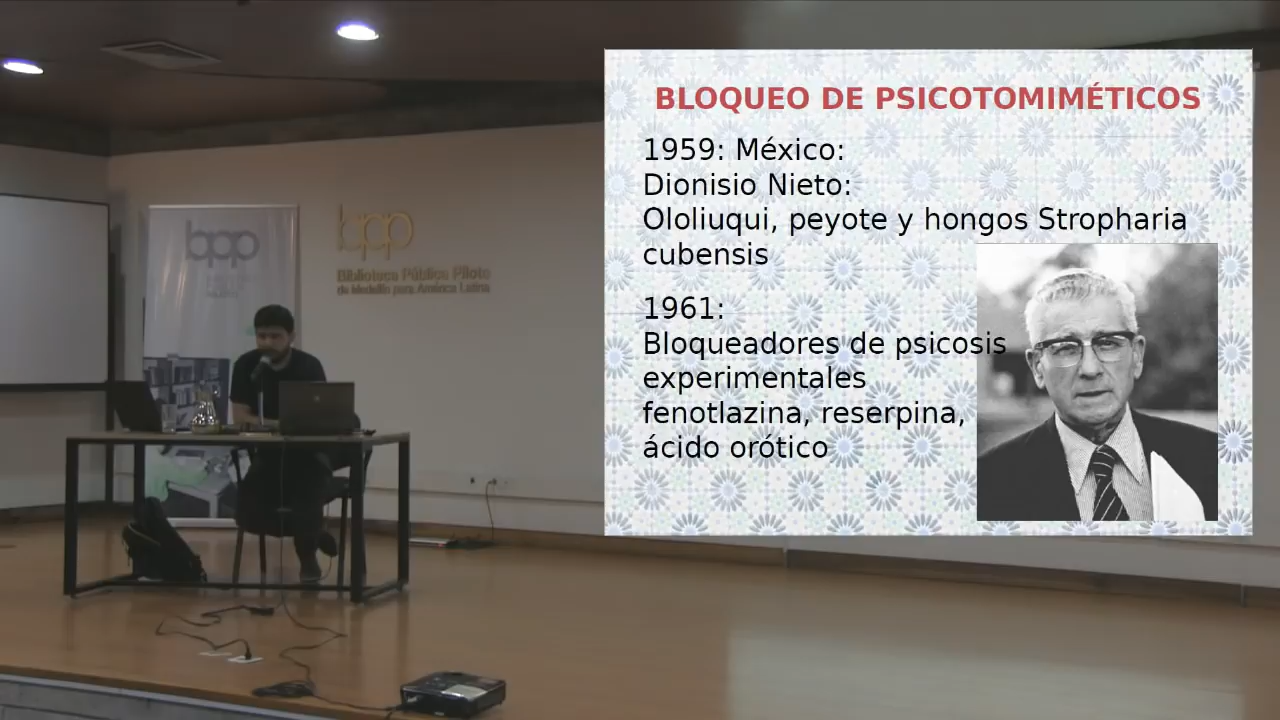 BLOQUEO DE PSICOTOMIMÉTICOS
1959: México:
Dionisio Nieto:
Ololiuqui, peyote y hongos Stropharia
cubensis
1961:
Bloqueadores de psicosis
experimentales
fenotlazina, reserpina,
ácido orótico
bpp
bpp
Biblioteca Pública Piloto
de Medellín para América Latina